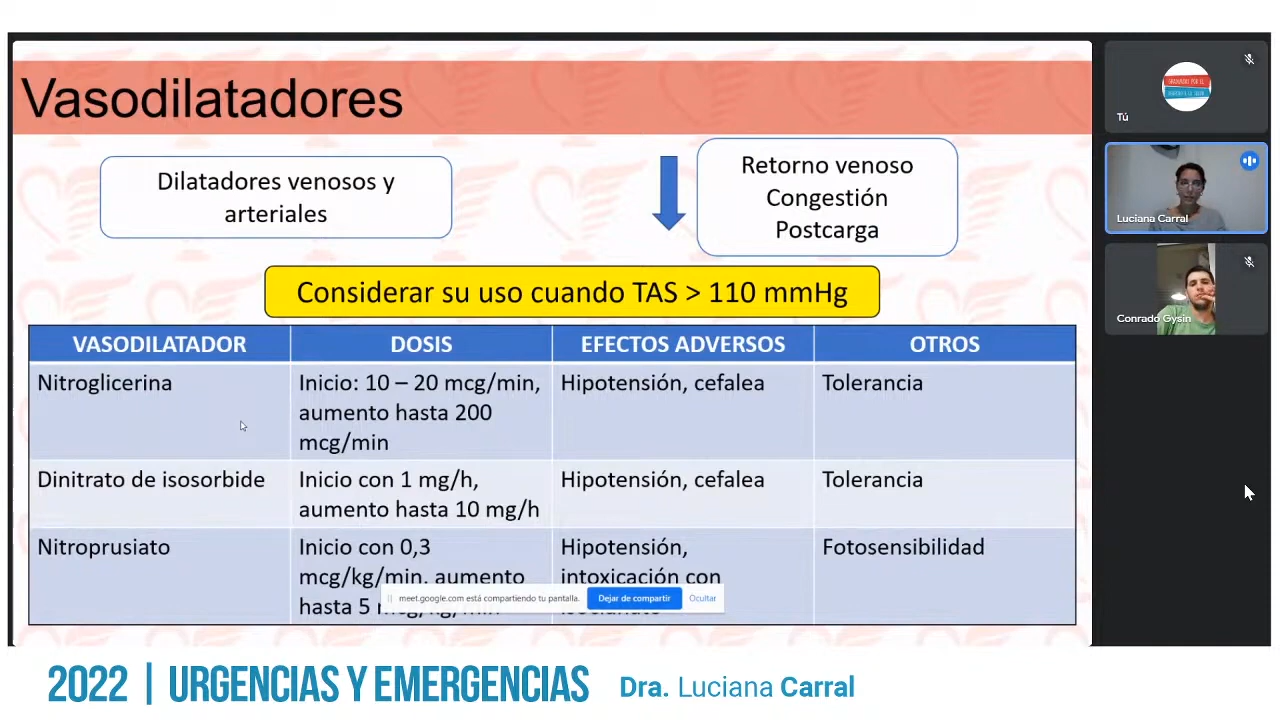 Vasodilatadores
Dilatadores venosos y
arteriales
Retorno venoso
Congestión
Postcarga
Considerar su uso cuando TAS > 110 mmHg
VASODILATADOR
DOSIS
EFECTOS ADVERSOS
OTROS
Nitroglicerina
Inicio: 10 – 20 mcg/min,
aumento hasta 200
mcg/min
Hipotensión, cefalea
Tolerancia
Dinitrato de isosorbide
Inicio con 1 mg/h,
aumento hasta 10 mg/h
Hipotensión, cefalea
Tolerancia
Nitroprusiato
Inicio con 0,3
mcg/kg/min, aumento
hasta 5
Hipotensión,
intoxicación con
Fotosensibilidad
meet.google.com está compartiendo tu pantalla.
Dejar de compartir
Ocultar
Tú
Luciana Carral
Conrado Gysin
2022 | URGENCIAS Y EMERGENCIAS
Dra. Luciana Carral